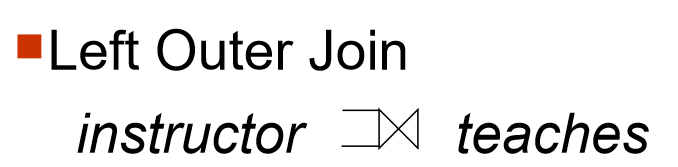 Left Outer Join
instructor ⟕ teaches